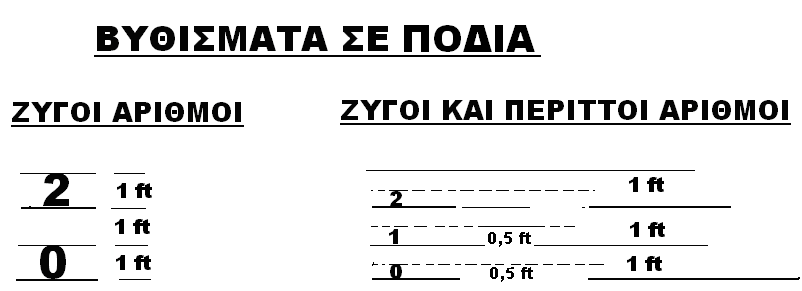 ΒΥΘΙΣΜΑΤΑ ΣΕ ΠΟΔΙΑ
ΖΥΓΟΙ ΑΡΙΘΜΟΙ
2 1 ft
1 ft
0 1 ft
ΖΥΓΟΙ ΚΑΙ ΠΕΡΙΤΤΟΙ ΑΡΙΘΜΟΙ
2 1 ft
1 0,5 ft 1 ft
0 0,5 ft 1 ft